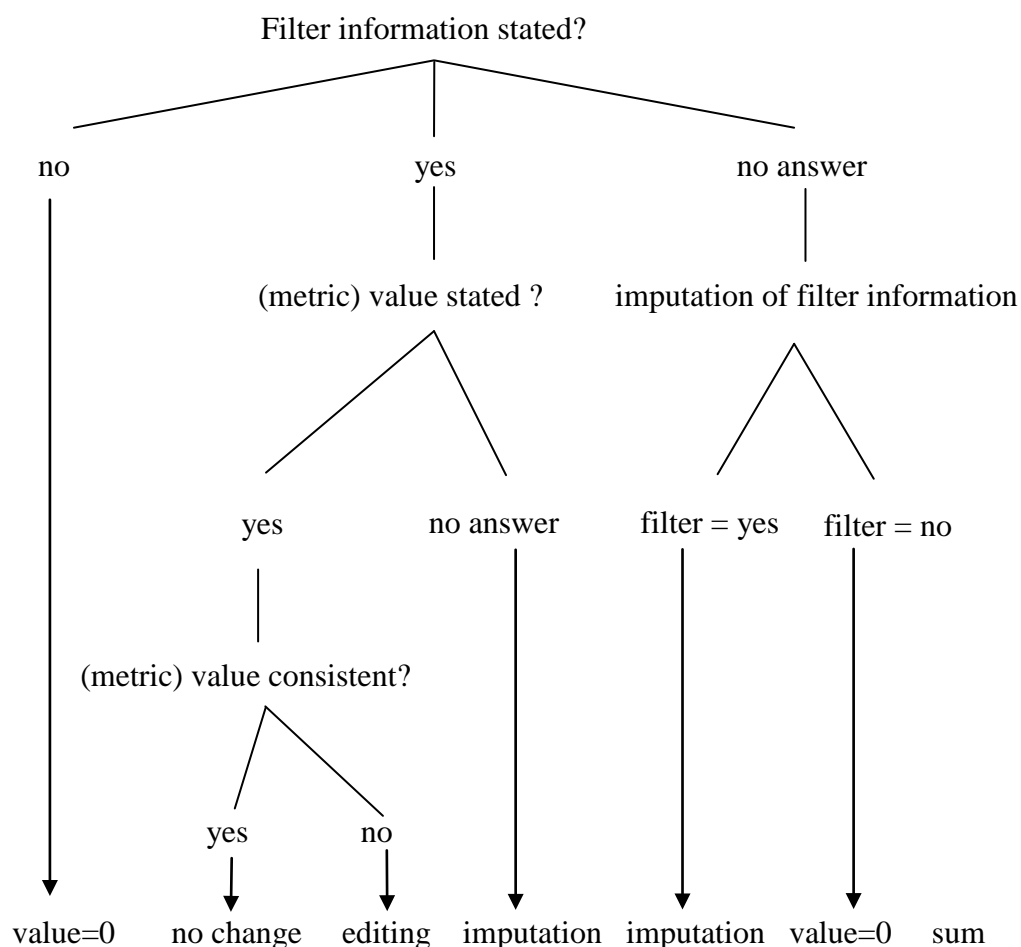 Filter information stated?
no yes no answer
(metric) value stated ? imputation of filter information
yes no answer filter = yes filter = no
(metric) value consistent?
yes no
value=0 no change editing imputation imputation value=0 sum